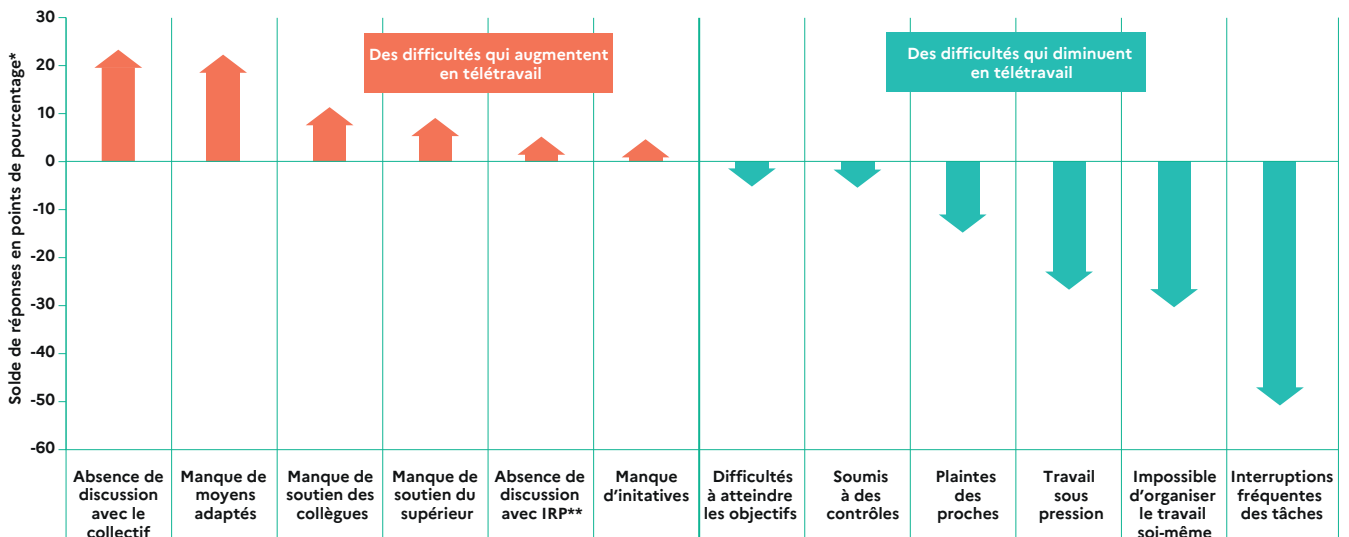 Solde de réponses en points de pourcentage*
30
20
10
0
-10
-20
-30
-40
-50
-60
Des difficultés qui augmentent
en télétravail
Des difficultés qui diminuent
en télétravail
Absence de
discussion
avec le
collectif
Manque de
moyens
adaptés
Manque de
soutien des
collègues
Manque de
soutien du
supérieur
Absence de
discussion
avec IRP**
Manque
d'initatives
Difficultés
à atteindre
les objectifs
Soumis
à des
contrôles
Plaintes
des
proches
Travail
sous
pression
Impossible
d'organiser
le travail
soi-même
Interruptions
fréquentes
des tâches